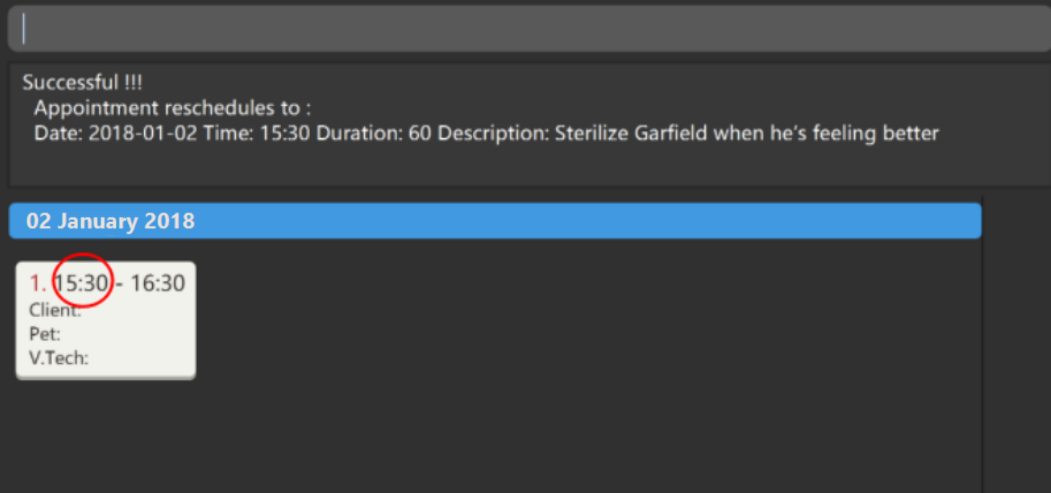 Successful !!!
Appointment reschedules to :
Date: 2018-01-02 Time: 15:30 Duration: 60 Description: Sterilize Garfield when he's feeling better
02 January 2018
1. 15:30 - 16:30
Client:
Pet:
V.Tech: